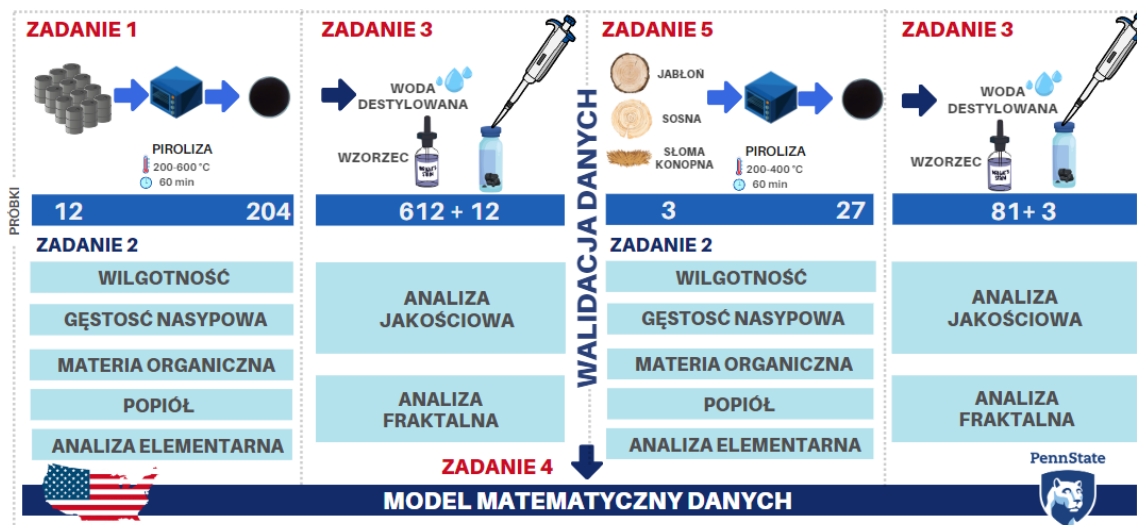 ZADANIE 1
PIROLIZA
200-600 °C
60 min
PRÓBKI
12
204
ZADANIE 2
WILGOTNOŚĆ
GĘSTOŚĆ NASYPOWA
MATERIA ORGANICZNA
POPIÓŁ
ANALIZA ELEMENTARNA
ZADANIE 3
WODA
DESTYLOWANA
WZORZEC
612 + 12
ANALIZA
JAKOŚCIOWA
ANALIZA
FRAKTALNA
WALIDACJA DANYCH
ZADANIE 5
JABŁOŃ
SOSNA
SŁOMA
KONOPNA
PIROLIZA
200-400°C
60 min
3
27
ZADANIE 2
WILGOTNOŚĆ
GĘSTOŚĆ NASYPOWA
MATERIA ORGANICZNA
POPIÓŁ
ANALIZA ELEMENTARNA
ZADANIE 3
WODA
DESTYLOWANA
WZORZEC
81+ 3
ANALIZA
JAKOŚCIOWA
ANALIZA
FRAKTALNA
ZADANIE 4
PennState
MODEL MATEMATYCZNY DANYCH